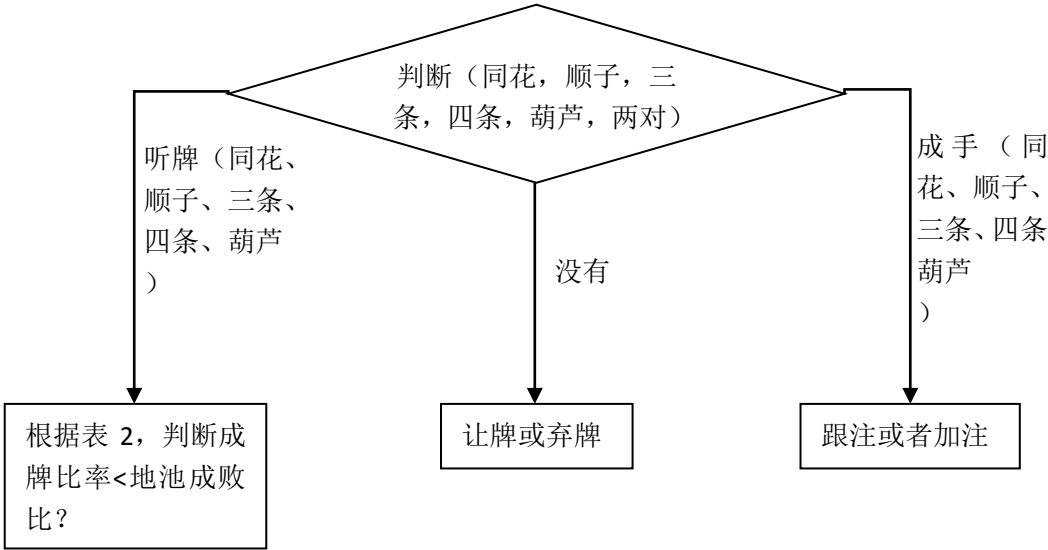 判断（同花，顺子，三
条，四条，葫芦，两对）
听牌（同花、
顺子、三条、
四条、葫芦
）
没有
成手（同
花、顺子、
三条、四条
葫芦
）
根据表 2，判断成
牌比率<地池成败
比？
让牌或弃牌
跟注或者加注